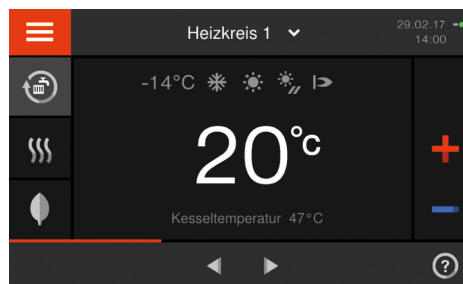 Heizkreis 1
29.02.17
14:00
-14°C
20°C
Kesseltemperatur 47°C
?